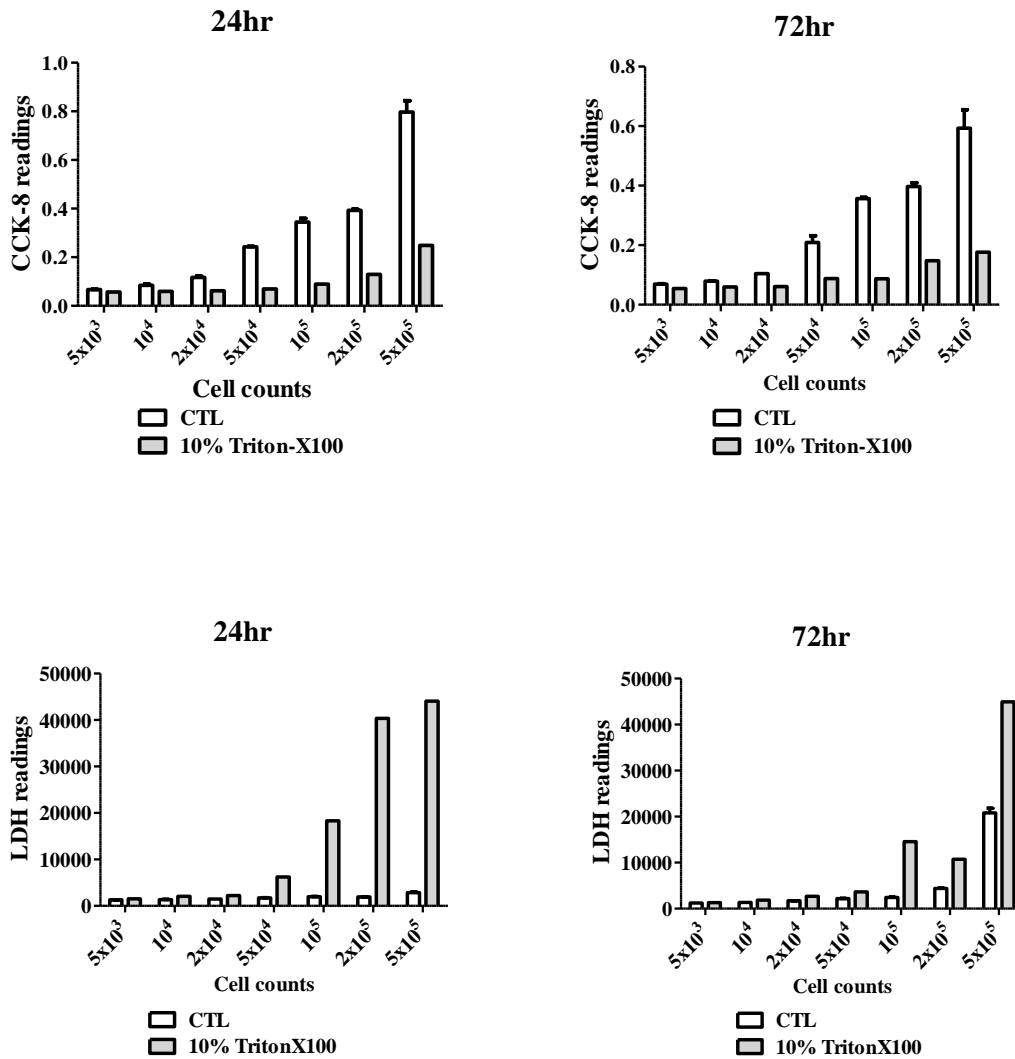 24hr
CCK-8 readings
1.0
0.8
0.6
0.4
0.2
0.0
5x10³
10⁴
2x10⁴
5x10⁴
10⁵
2x10⁵
5x10⁵
Cell counts
CTL
10% Triton-X100
72hr
CCK-8 readings
0.8
0.6
0.4
0.2
0.0
5x10³
10⁴
2x10⁴
5x10⁴
10⁵
2x10⁵
5x10⁵
Cell counts
CTL
10% Triton-X100
24hr
LDH readings
50000
40000
30000
20000
10000
0
5x10³
10⁴
2x10⁴
5x10⁴
10⁵
2x10⁵
5x10⁵
Cell counts
CTL
10% TritonX100
72hr
LDH readings
50000
40000
30000
20000
10000
0
5x10³
10⁴
2x10⁴
5x10⁴
10⁵
2x10⁵
5x10⁵
Cell counts
CTL
10% TritonX100